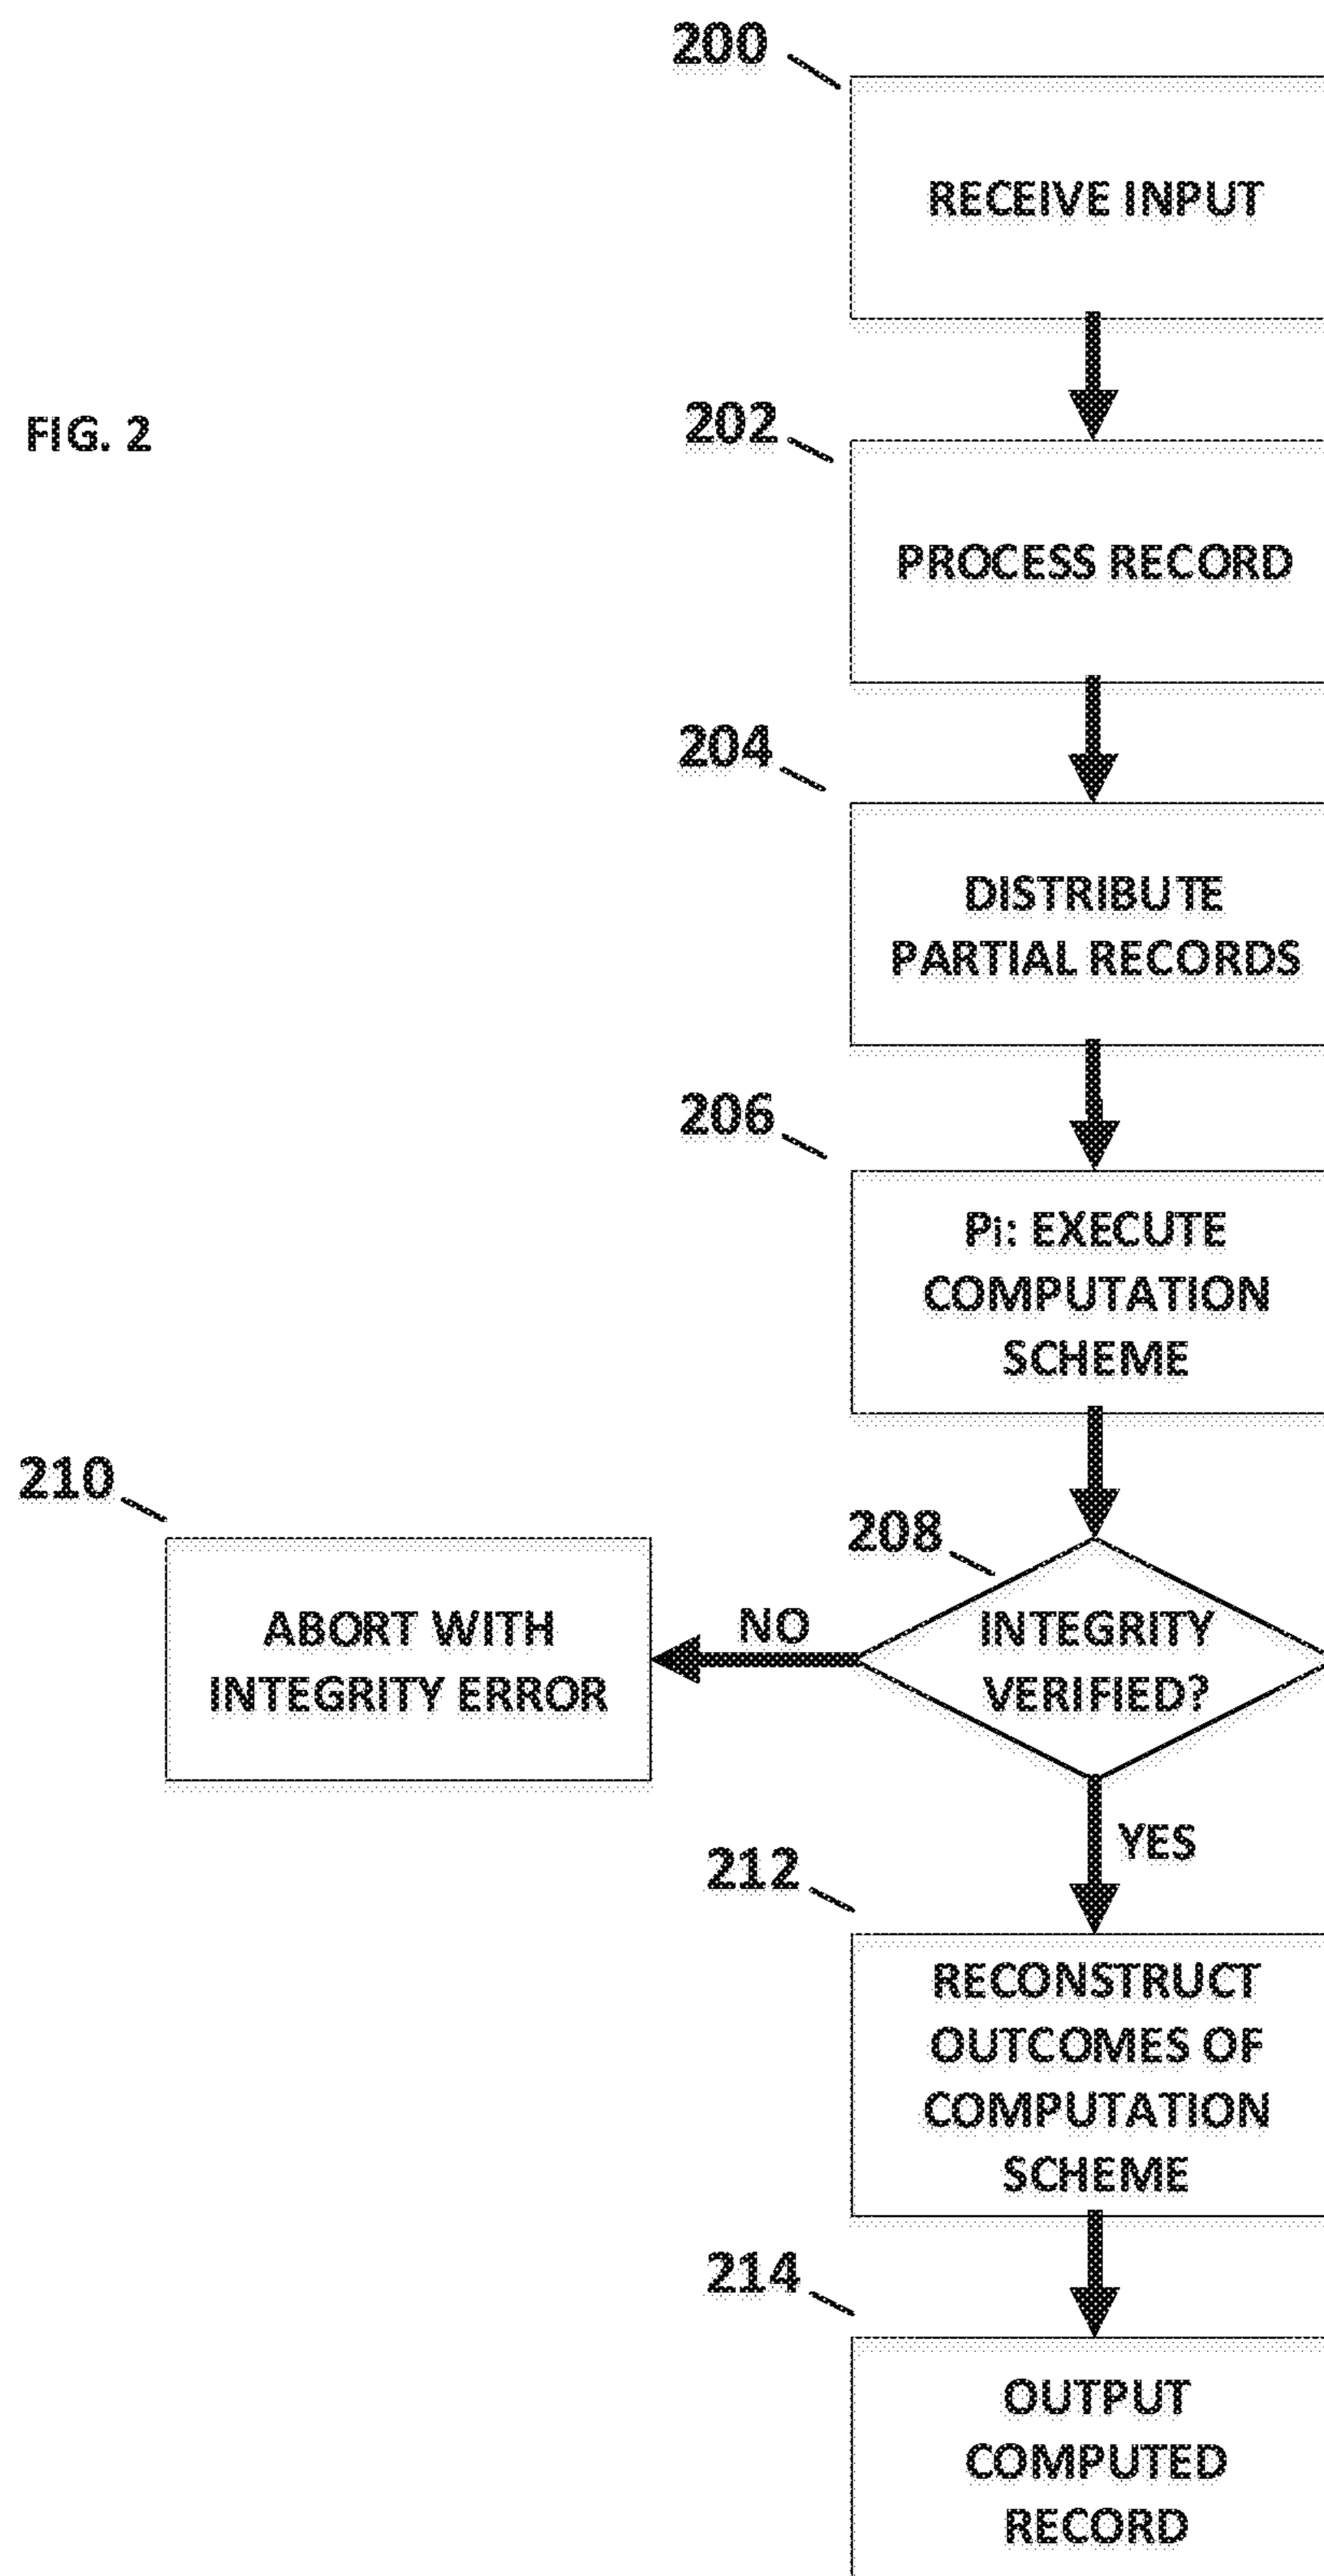 200
RECEIVE INPUT
FIG. 2
202
PROCESS RECORD
204
DISTRIBUTE
PARTIAL RECORDS
206
Pi: EXECUTE
COMPUTATION
SCHEME
210
ABORT WITH
INTEGRITY ERROR
NO
208
INTEGRITY
VERIFIED?
YES
212
RECONSTRUCT
OUTCOMES OF
COMPUTATION
SCHEME
214
OUTPUT
COMPUTED
RECORD